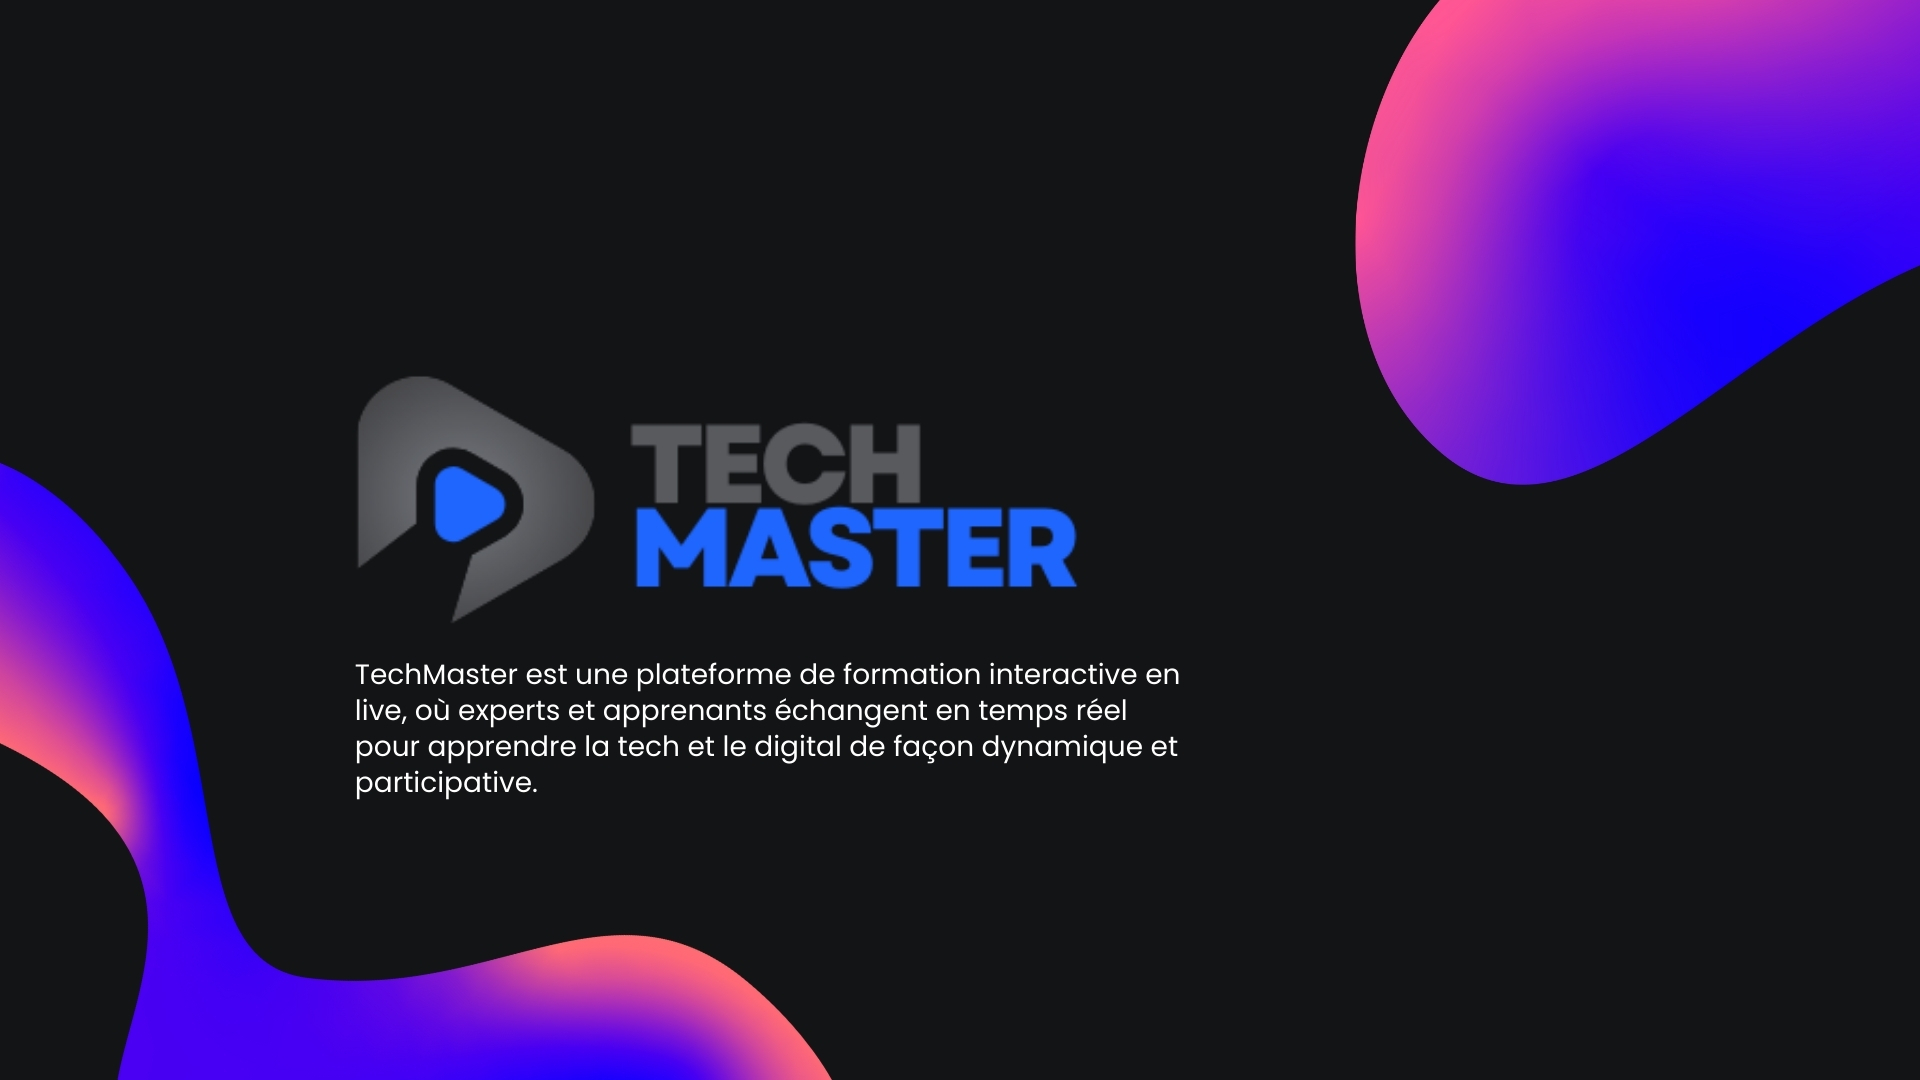 TECH
MASTER
TechMaster est une plateforme de formation interactive en
live, où experts et apprenants échangent en temps réel
pour apprendre la tech et le digital de façon dynamique et
participative.